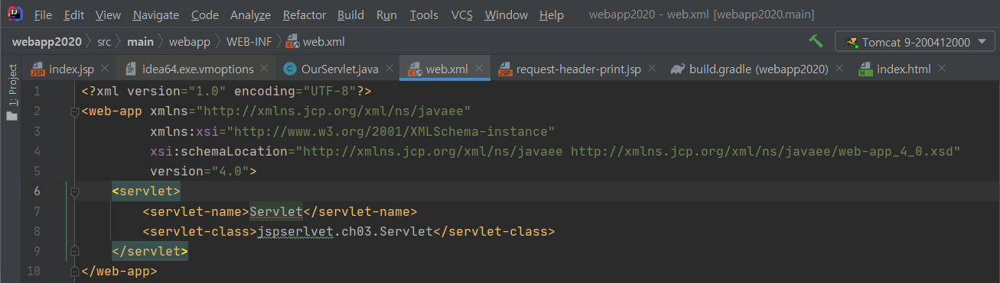 File Edit View Navigate Code Analyze Refactor Build Run Tools VCS Window Help webapp2020 - web.xml [webapp2020.main]
webapp2020 src main webapp WEB-INF web.xml Tomcat 9-200412000
index.jsp idea64.exe.vmoptions OurServlet.java web.xml request-header-print.jsp build.gradle (webapp2020) index.html
1: Project
1 <?xml version="1.0" encoding="UTF-8"?>
2 <web-app xmlns="http://xmlns.jcp.org/xml/ns/javaee"
3 xmlns:xsi="http://www.w3.org/2001/XMLSchema-instance"
4 xsi:schemaLocation="http://xmlns.jcp.org/xml/ns/javaee http://xmlns.jcp.org/xml/ns/javaee/web-app_4_0.xsd"
5 version="4.0">
6 <servlet>
7 <servlet-name>Servlet</servlet-name>
8 <servlet-class>jspserlvet.ch03.Servlet</servlet-class>
9 </servlet>
10 </web-app>